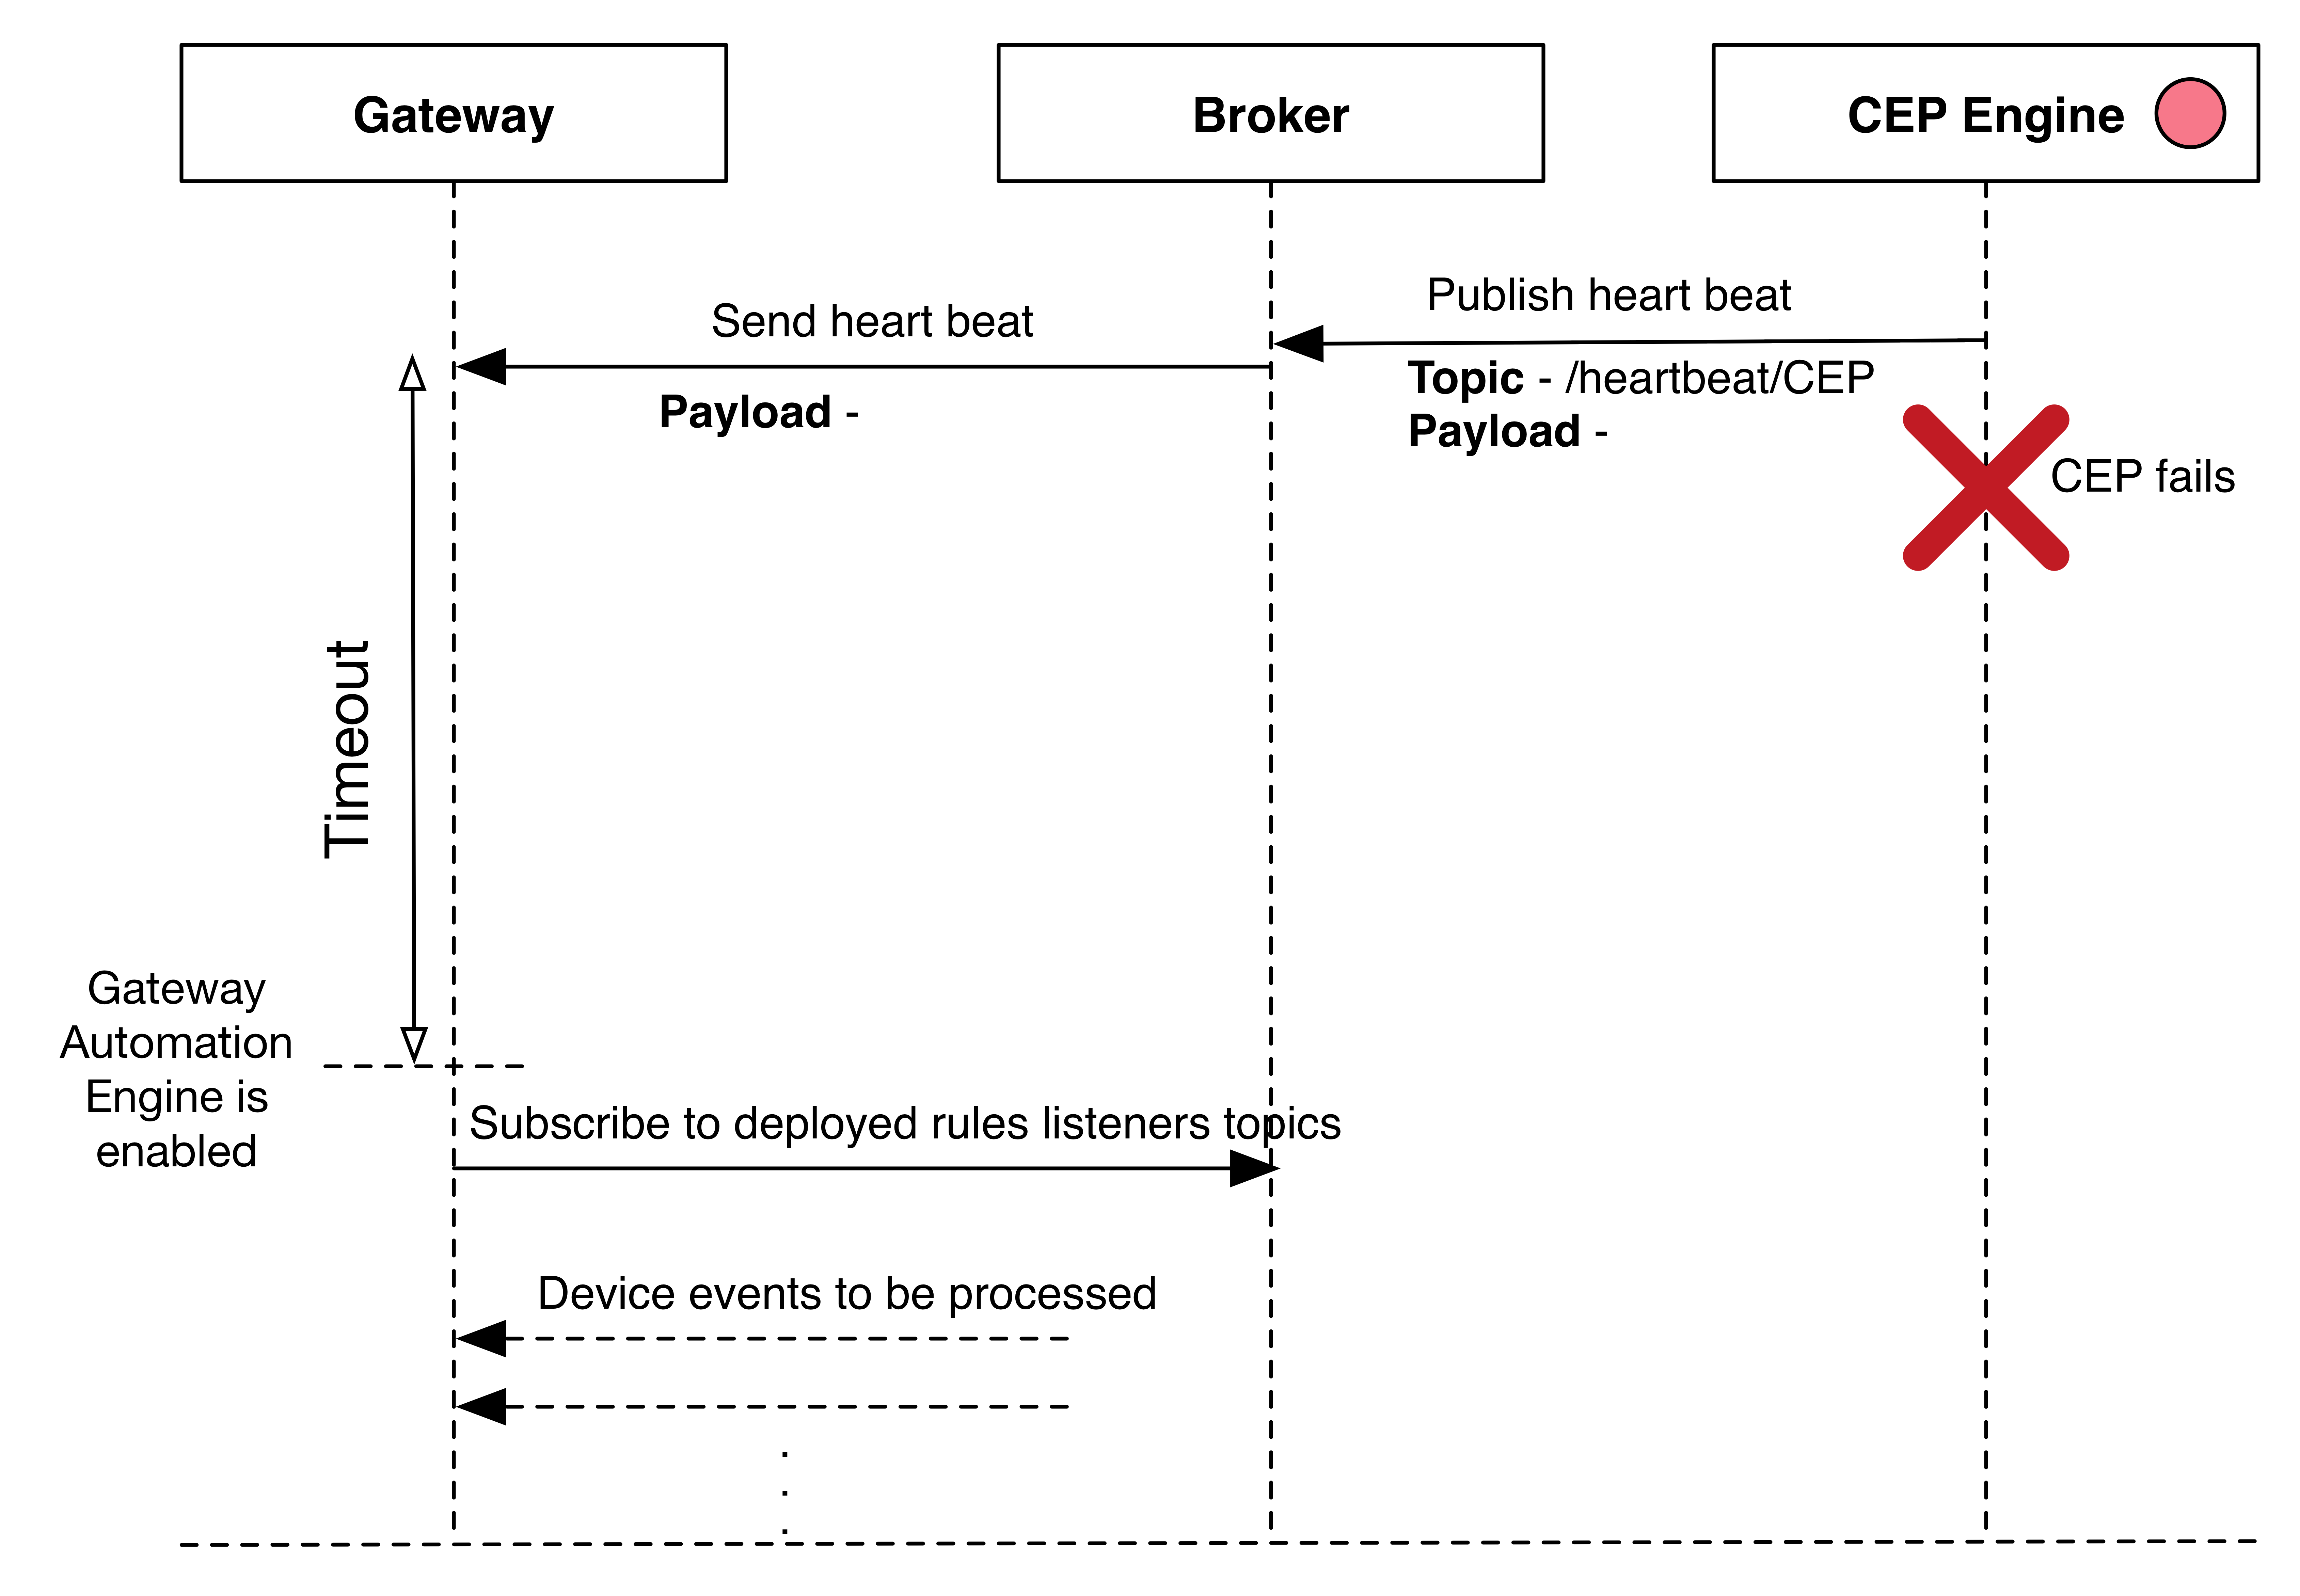 Gateway
Broker
CEP Engine
Publish heart beat
Send heart beat
Topic - /heartbeat/CEP
Payload -
Payload -
CEP fails
Timeout
Gateway
Automation
Engine is
enabled
Subscribe to deployed rules listeners topics
Device events to be processed
.
.
.